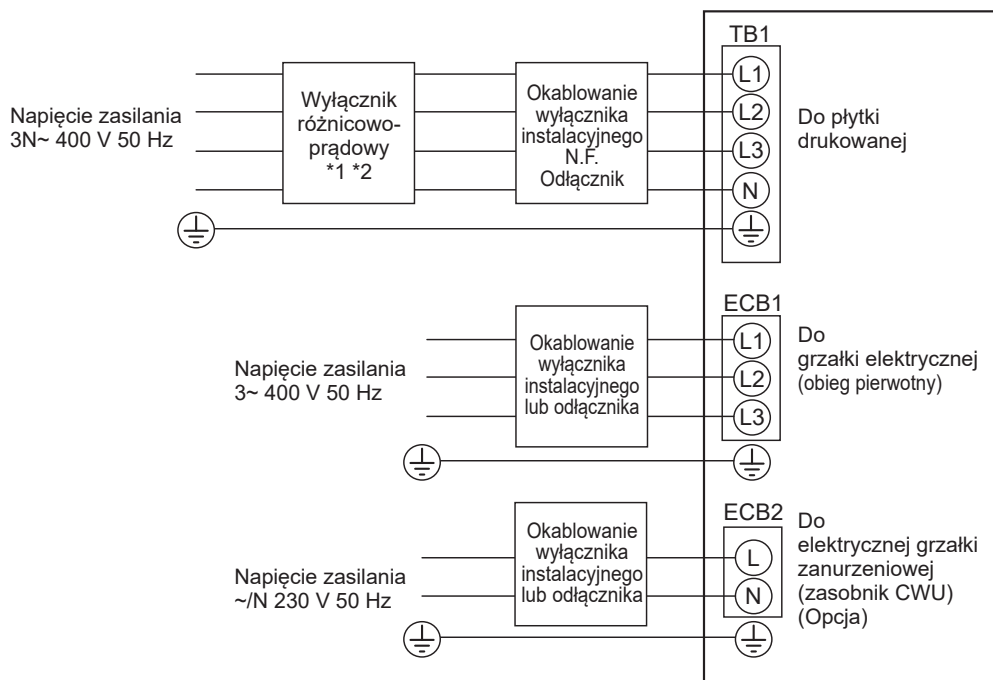 TB1
Napięcie zasilania
3N~ 400 V 50 Hz
Wyłącznik
różnicowo-
prądowy
*1 *2
Okablowanie
wyłącznika
instalacyjnego
N.F.
Odłącznik
L1
L2
L3
N
Do płytki
drukowanej
ECB1
Napięcie zasilania
3~ 400 V 50 Hz
Okablowanie
wyłącznika
instalacyjnego
lub odłącznika
L1
L2
L3
Do
grzałki elektrycznej
(obieg pierwotny)
ECB2
Napięcie zasilania
~/N 230 V 50 Hz
Okablowanie
wyłącznika
instalacyjnego
lub odłącznika
L
N
Do
elektrycznej grzałki
zanurzeniowej
(zasobnik CWU)
(Opcja)